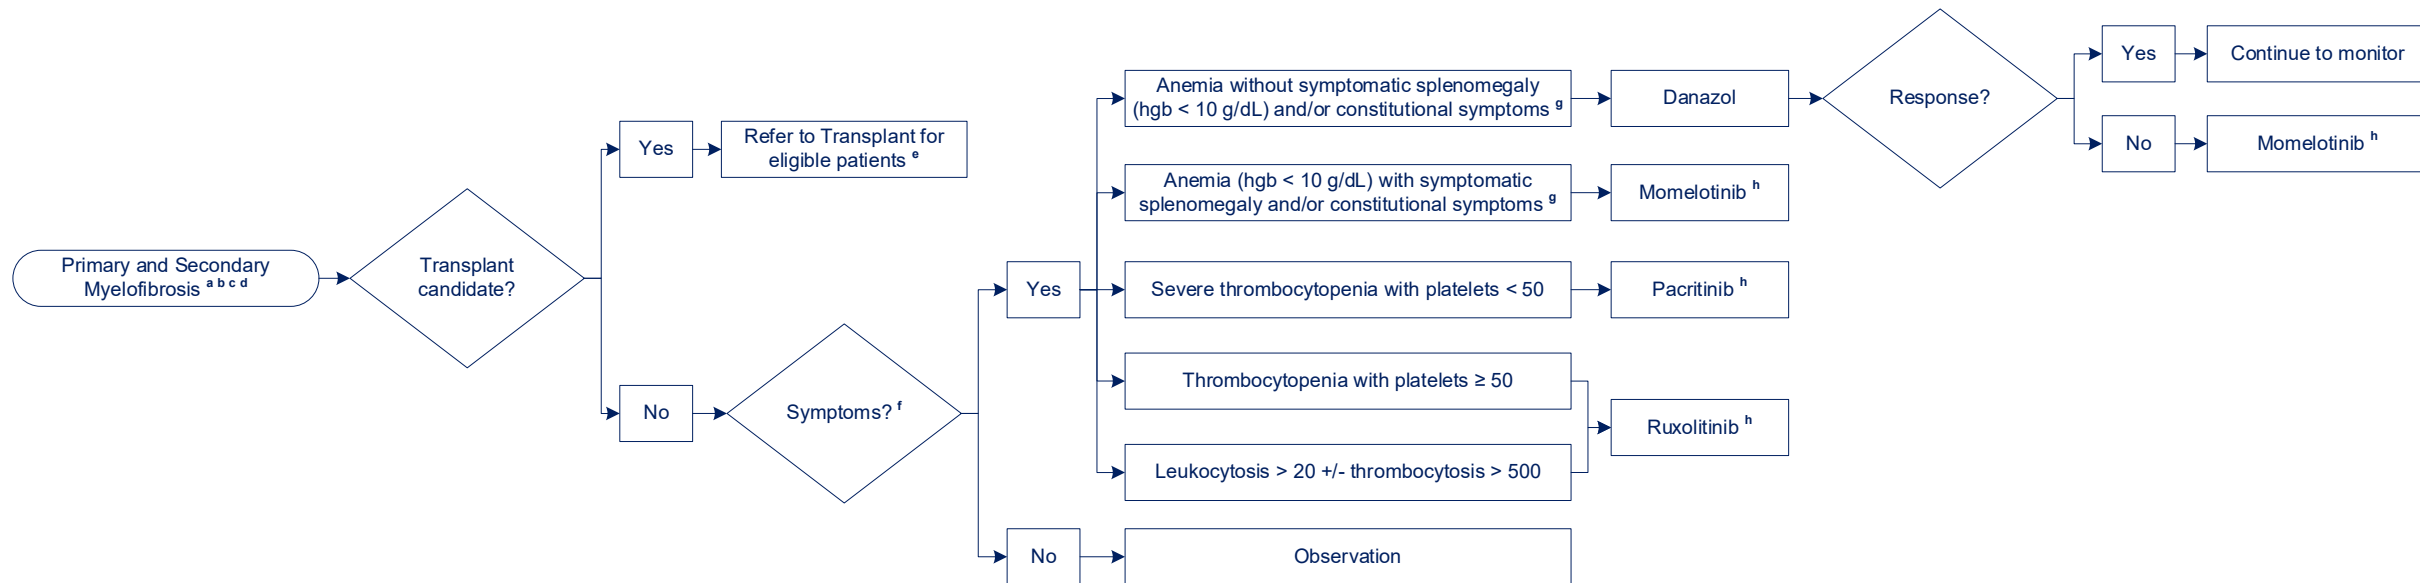 Primary and Secondary
Myelofibrosis a b c d
Transplant
candidate?
Yes
Refer to Transplant for
eligible patients e
No
Symptoms? f
Yes
Anemia without symptomatic splenomegaly
(hgb < 10 g/dL) and/or constitutional symptoms g
Danazol
Response?
Yes
Continue to monitor
No
Momelotinib h
Anemia (hgb < 10 g/dL) with symptomatic
splenomegaly and/or constitutional symptoms g
Momelotinib h
Severe thrombocytopenia with platelets < 50
Pacritinib h
Thrombocytopenia with platelets ≥ 50
Leukocytosis > 20 +/- thrombocytosis > 500
Ruxolitinib h
No
Observation